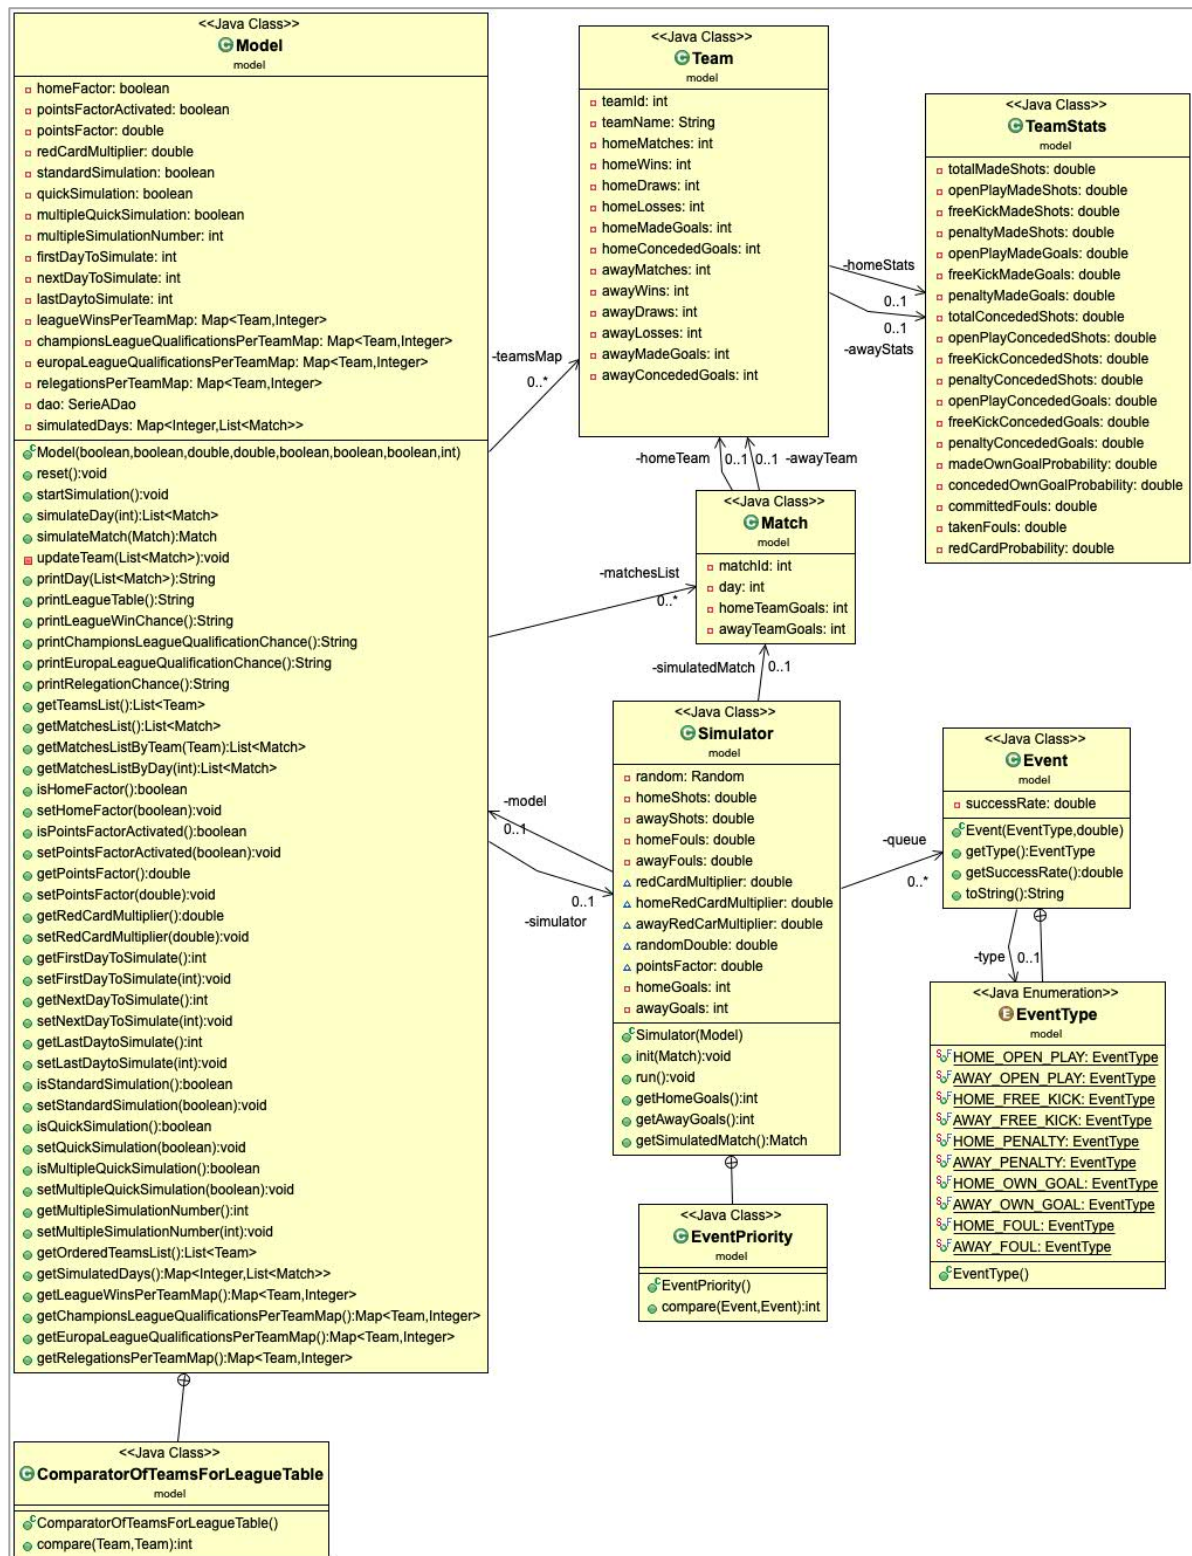 <<Java Class>>
Model
model
homeFactor: boolean
pointsFactorActivated: boolean
pointsFactor: double
redCardMultiplier: double
standardSimulation: boolean
quickSimulation: boolean
multipleQuickSimulation: boolean
multipleSimulationNumber: int
firstDayToSimulate: int
nextDayToSimulate: int
lastDaytoSimulate: int
leagueWinsPerTeamMap: Map<Team,Integer>
championsLeagueQualificationsPerTeamMap: Map<Team,Integer>
europaLeagueQualificationsPerTeamMap: Map<Team,Integer>
relegationsPerTeamMap: Map<Team,Integer>
dao: SerieADao
simulatedDays: Map<Integer,List<Match>>
Model(boolean,boolean,double,double,boolean,boolean,boolean,int)
reset():void
startSimulation():void
simulateDay(int):List<Match>
simulateMatch(Match):Match
updateTeam(List<Match>):void
printDay(List<Match>):String
printLeagueTable():String
printLeagueWinChance():String
printChampionsLeagueQualificationChance():String
printEuropaLeagueQualificationChance():String
printRelegationChance():String
getTeamsList():List<Team>
getMatchesList():List<Match>
getMatchesListByTeam(Team):List<Match>
getMatchesListByDay(int):List<Match>
isHomeFactor():boolean
setHomeFactor(boolean):void
isPointsFactorActivated():boolean
setPointsFactorActivated(boolean):void
getPointsFactor():double
setPointsFactor(double):void
getRedCardMultiplier():double
setRedCardMultiplier(double):void
getFirstDayToSimulate():int
setFirstDayToSimulate(int):void
getNextDayToSimulate():int
setNextDayToSimulate(int):void
getLastDaytoSimulate():int
setLastDaytoSimulate(int):void
isStandardSimulation():boolean
setStandardSimulation(boolean):void
isQuickSimulation():boolean
setQuickSimulation(boolean):void
isMultipleQuickSimulation():boolean
setMultipleQuickSimulation(boolean):void
getMultipleSimulationNumber():int
setMultipleSimulationNumber(int):void
getOrderedTeamsList():List<Team>
getSimulatedDays():Map<Integer,List<Match>>
getLeagueWinsPerTeamMap():Map<Team,Integer>
getChampionsLeagueQualificationsPerTeamMap():Map<Team,Integer>
getEuropaLeagueQualificationsPerTeamMap():Map<Team,Integer>
getRelegationsPerTeamMap():Map<Team,Integer>
<<Java Class>>
ComparatorOfTeamsForLeagueTable
model
ComparatorOfTeamsForLeagueTable()
compare(Team,Team):int
-teamsMap
0..*
<<Java Class>>
Team
model
teamId: int
teamName: String
homeMatches: int
homeWins: int
homeDraws: int
homeLosses: int
homeMadeGoals: int
homeConcededGoals: int
awayMatches: int
awayWins: int
awayDraws: int
awayLosses: int
awayMadeGoals: int
awayConcededGoals: int
-homeStats
0..1
0..1
-awayStats
<<Java Class>>
TeamStats
model
totalMadeShots: double
openPlayMadeShots: double
freeKickMadeShots: double
penaltyMadeShots: double
openPlayMadeGoals: double
freeKickMadeGoals: double
penaltyMadeGoals: double
totalConcededShots: double
openPlayConcededShots: double
freeKickConcededShots: double
penaltyConcededShots: double
openPlayConcededGoals: double
freeKickConcededGoals: double
penaltyConcededGoals: double
madeOwnGoalProbability: double
concededOwnGoalProbability: double
committedFouls: double
takenFouls: double
redCardProbability: double
-homeTeam 0..1 0..1 -awayTeam
<<Java Class>>
Match
model
matchId: int
day: int
homeTeamGoals: int
awayTeamGoals: int
-matchesList
0..*
-simulatedMatch 0..1
<<Java Class>>
Simulator
model
random: Random
homeShots: double
awayShots: double
homeFouls: double
awayFouls: double
redCardMultiplier: double
homeRedCardMultiplier: double
awayRedCarMultiplier: double
randomDouble: double
pointsFactor: double
homeGoals: int
awayGoals: int
Simulator(Model)
init(Match):void
run():void
getHomeGoals():int
getAwayGoals():int
getSimulatedMatch():Match
-model
0..1
0..1
-simulator
<<Java Class>>
EventPriority
model
EventPriority()
compare(Event,Event):int
-queue
0..*
<<Java Class>>
Event
model
successRate: double
Event(EventType,double)
getType():EventType
getSuccessRate():double
toString():String
-type 0..1
<<Java Enumeration>>
EventType
model
HOME_OPEN_PLAY: EventType
AWAY_OPEN_PLAY: EventType
HOME_FREE_KICK: EventType
AWAY_FREE_KICK: EventType
HOME_PENALTY: EventType
AWAY_PENALTY: EventType
HOME_OWN_GOAL: EventType
AWAY_OWN_GOAL: EventType
HOME_FOUL: EventType
AWAY_FOUL: EventType
EventType()